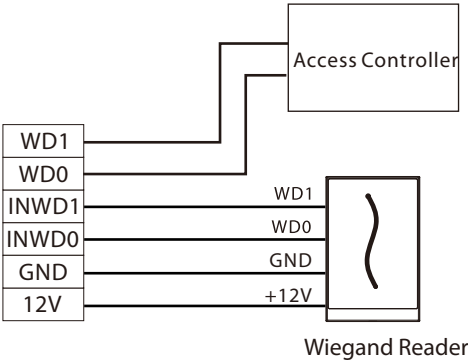 Access Controller
WD1
WD0
INWD1
INWD0
GND
12V
WD1
WD0
GND
+12V
Wiegand Reader